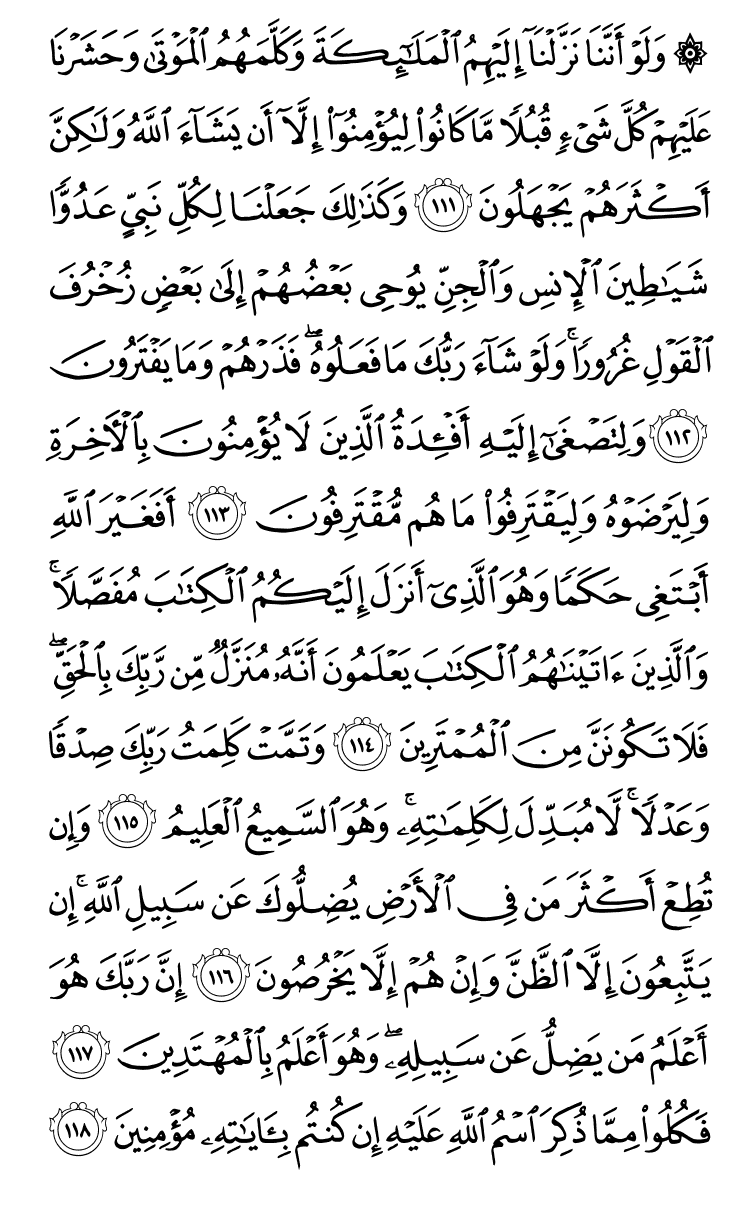 ۞ وَلَوۡ أَنَّنَا نَزَّلۡنَآ إِلَيۡهِمُ ٱلۡمَلَٰٓئِكَةَ وَكَلَّمَهُمُ ٱلۡمَوۡتَىٰ وَحَشَرۡنَا
عَلَيۡهِمۡ كُلَّ شَيۡءٖ قُبُلٗا مَّا كَانُواْ لِيُؤۡمِنُوٓاْ إِلَّآ أَن يَشَآءَ ٱللَّهُ وَلَٰكِنَّ
أَكۡثَرَهُمۡ يَجۡهَلُونَ ١١١ وَكَذَٰلِكَ جَعَلۡنَا لِكُلِّ نَبِيٍّ عَدُوّٗا
شَيَٰطِينَ ٱلۡإِنسِ وَٱلۡجِنِّ يُوحِي بَعۡضُهُمۡ إِلَىٰ بَعۡضٖ زُخۡرُفَ
ٱلۡقَوۡلِ غُرُورٗاۚ وَلَوۡ شَآءَ رَبُّكَ مَا فَعَلُوهُۖ فَذَرۡهُمۡ وَمَا يَفۡتَرُونَ
١١٢ وَلِتَصۡغَىٰٓ إِلَيۡهِ أَفۡـِٔدَةُ ٱلَّذِينَ لَا يُؤۡمِنُونَ بِٱلۡأٓخِرَةِ
وَلِيَرۡضَوۡهُ وَلِيَقۡتَرِفُواْ مَا هُم مُّقۡتَرِفُونَ ١١٣ أَفَغَيۡرَ ٱللَّهِ
أَبۡتَغِي حَكَمٗا وَهُوَ ٱلَّذِيٓ أَنزَلَ إِلَيۡكُمُ ٱلۡكِتَٰبَ مُفَصَّلٗاۚ
وَٱلَّذِينَ ءَاتَيۡنَٰهُمُ ٱلۡكِتَٰبَ يَعۡلَمُونَ أَنَّهُۥ مُنَزَّلٞ مِّن رَّبِّكَ بِٱلۡحَقِّۖ
فَلَا تَكُونَنَّ مِنَ ٱلۡمُمۡتَرِينَ ١١٤ وَتَمَّتۡ كَلِمَتُ رَبِّكَ صِدۡقٗا
وَعَدۡلٗاۚ لَّا مُبَدِّلَ لِكَلِمَٰتِهِۦۚ وَهُوَ ٱلسَّمِيعُ ٱلۡعَلِيمُ ١١٥ وَإِن
تُطِعۡ أَكۡثَرَ مَن فِي ٱلۡأَرۡضِ يُضِلُّوكَ عَن سَبِيلِ ٱللَّهِۚ إِن
يَتَّبِعُونَ إِلَّا ٱلظَّنَّ وَإِنۡ هُمۡ إِلَّا يَخۡرُصُونَ ١١٦ إِنَّ رَبَّكَ هُوَ
أَعۡلَمُ مَن يَضِلُّ عَن سَبِيلِهِۦۖ وَهُوَ أَعۡلَمُ بِٱلۡمُهۡتَدِينَ ١١٧
فَكُلُواْ مِمَّا ذُكِرَ ٱسۡمُ ٱللَّهِ عَلَيۡهِ إِن كُنتُم بِـَٔايَٰتِهِۦ مُؤۡمِنِينَ ١١٨